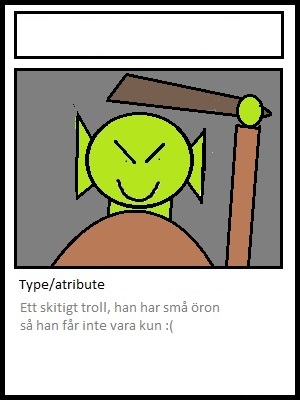 Type/atribute
Ett skitigt troll, han har små öron
så han får inte vara kun :(